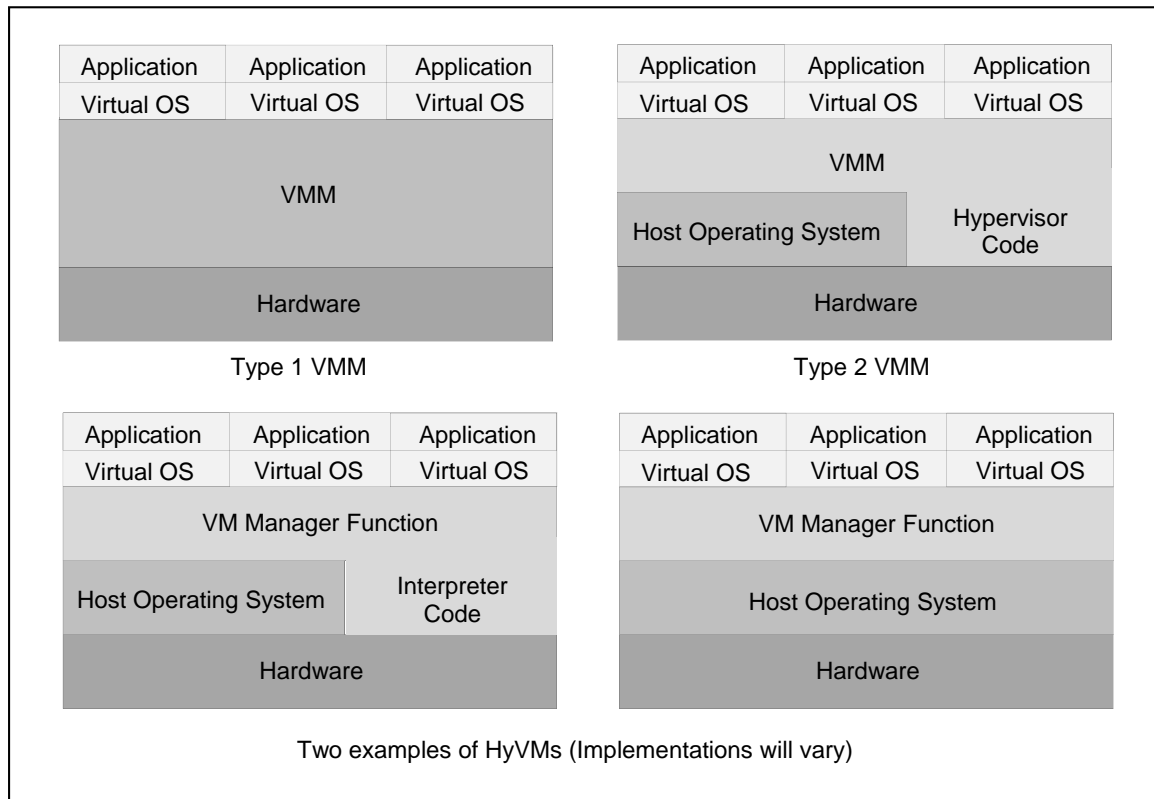 Application Application Application
Virtual OS Virtual OS Virtual OS
VMM
Hardware
Type 1 VMM
Application Application Application
Virtual OS Virtual OS Virtual OS
VMM
Host Operating System
Hypervisor
Code
Hardware
Type 2 VMM
Application Application Application
Virtual OS Virtual OS Virtual OS
VM Manager Function
Host Operating System
Interpreter
Code
Hardware
Application Application Application
Virtual OS Virtual OS Virtual OS
VM Manager Function
Host Operating System
Hardware
Two examples of HyVMs (Implementations will vary)